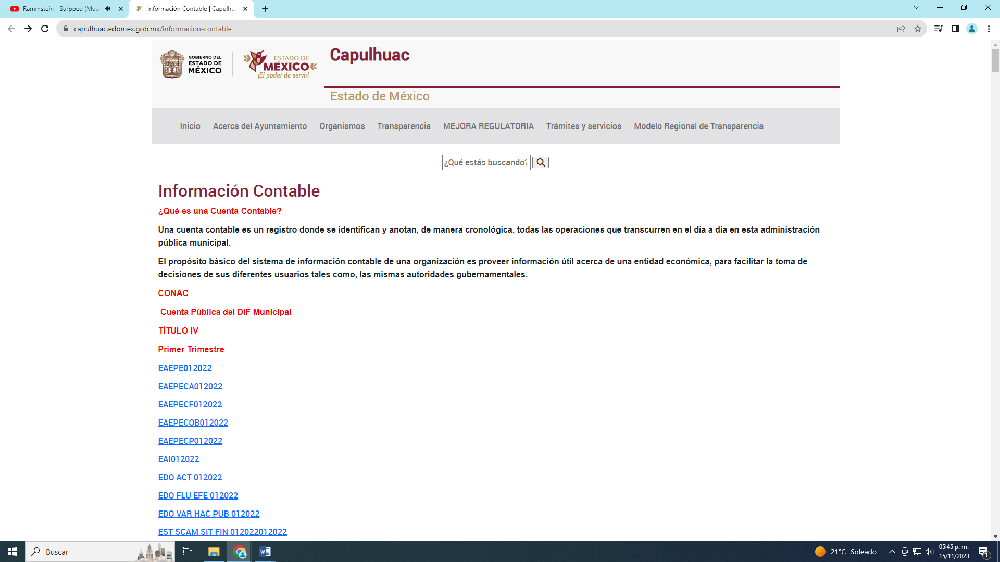 Rammstein - Stripped (Musi
Información Contable | Capulhua
capulhuac.edomex.gob.mx/informacion-contable
GOBIERNO DEL
ESTADO DE
MÉXICO
ESTADO DE
MÉXICO
¡El poder de servir!
Capulhuac
Estado de México
Inicio Acerca del Ayuntamiento Organismos Transparencia MEJORA REGULATORIA Trámites y servicios Modelo Regional de Transparencia
¿Qué estás buscando?
Información Contable
¿Qué es una Cuenta Contable?
Una cuenta contable es un registro donde se identifican y anotan, de manera cronológica, todas las operaciones que transcurren en el día a día en esta administración
pública municipal.
El propósito básico del sistema de información contable de una organización es proveer información útil acerca de una entidad económica, para facilitar la toma de
decisiones de sus diferentes usuarios tales como, las mismas autoridades gubernamentales.
CONAC
Cuenta Pública del DIF Municipal
TÍTULO IV
Primer Trimestre
EAEPE012022
EAEPECA012022
EAEPECF012022
EAEPECOB012022
EAEPECP012022
EAI012022
EDO ACT 012022
EDO FLU EFE 012022
EDO VAR HAC PUB 012022
EST SCAM SIT FIN 012022012022
Buscar
21°C Soleado
05:45 p. m.
15/11/2023
1